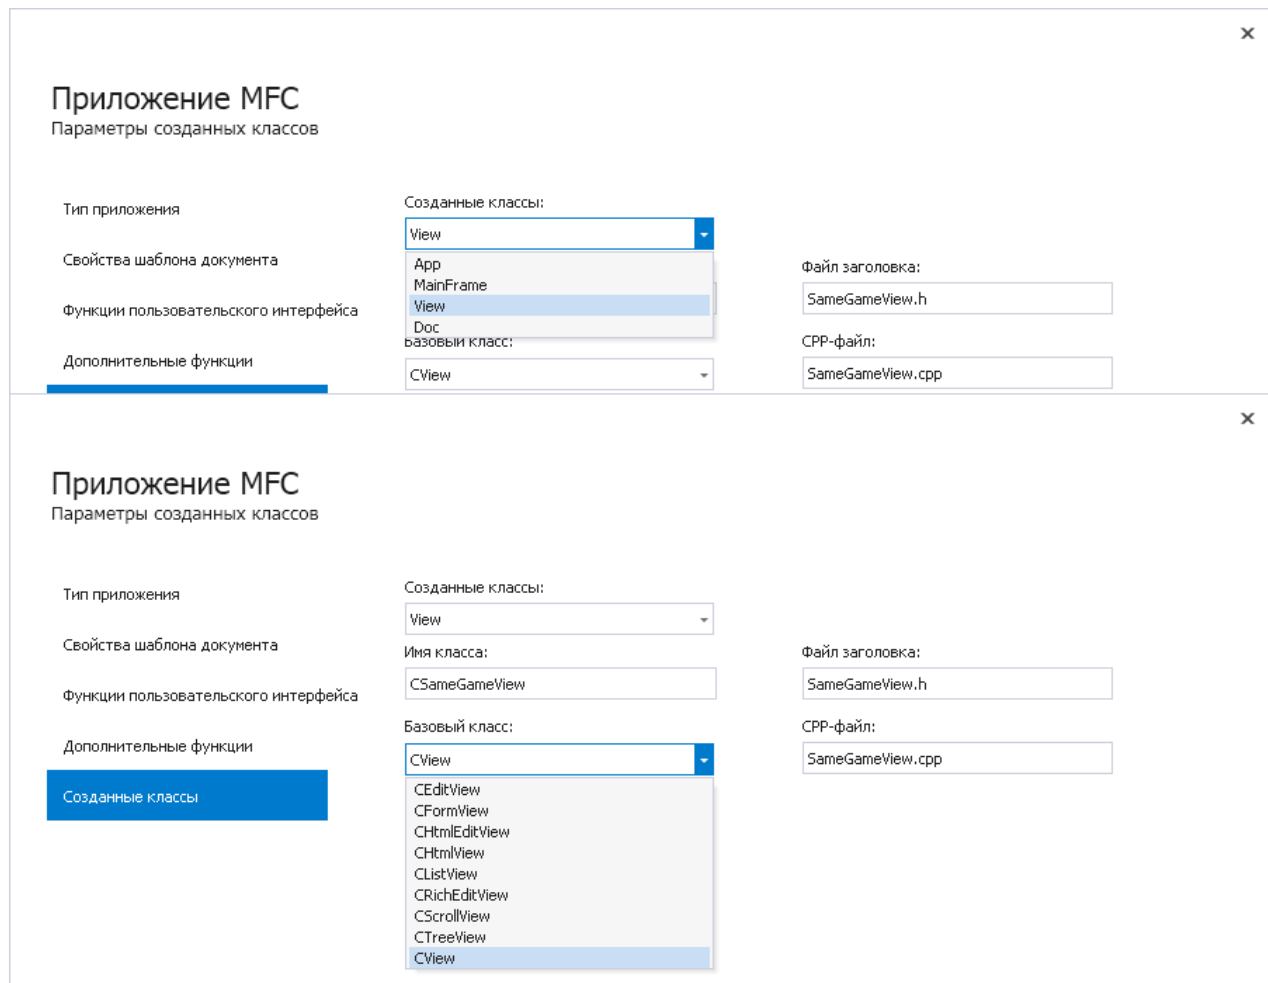 Приложение MFC
Параметры созданных классов
Тип приложения
Свойства шаблона документа
Функции пользовательского интерфейса
Дополнительные функции
Созданные классы:
View
App
MainFrame
View
Doc
Базовый класс:
CView
Файл заголовка:
SameGameView.h
CPP-файл:
SameGameView.cpp
Приложение MFC
Параметры созданных классов
Тип приложения
Свойства шаблона документа
Функции пользовательского интерфейса
Дополнительные функции
Созданные классы
Созданные классы:
View
Имя класса:
CSameGameView
Базовый класс:
CView
CEditView
CFormView
CHtmlEditView
CHtmlView
CListView
CRichEditView
CScrollView
CTreeView
CView
Файл заголовка:
SameGameView.h
CPP-файл:
SameGameView.cpp